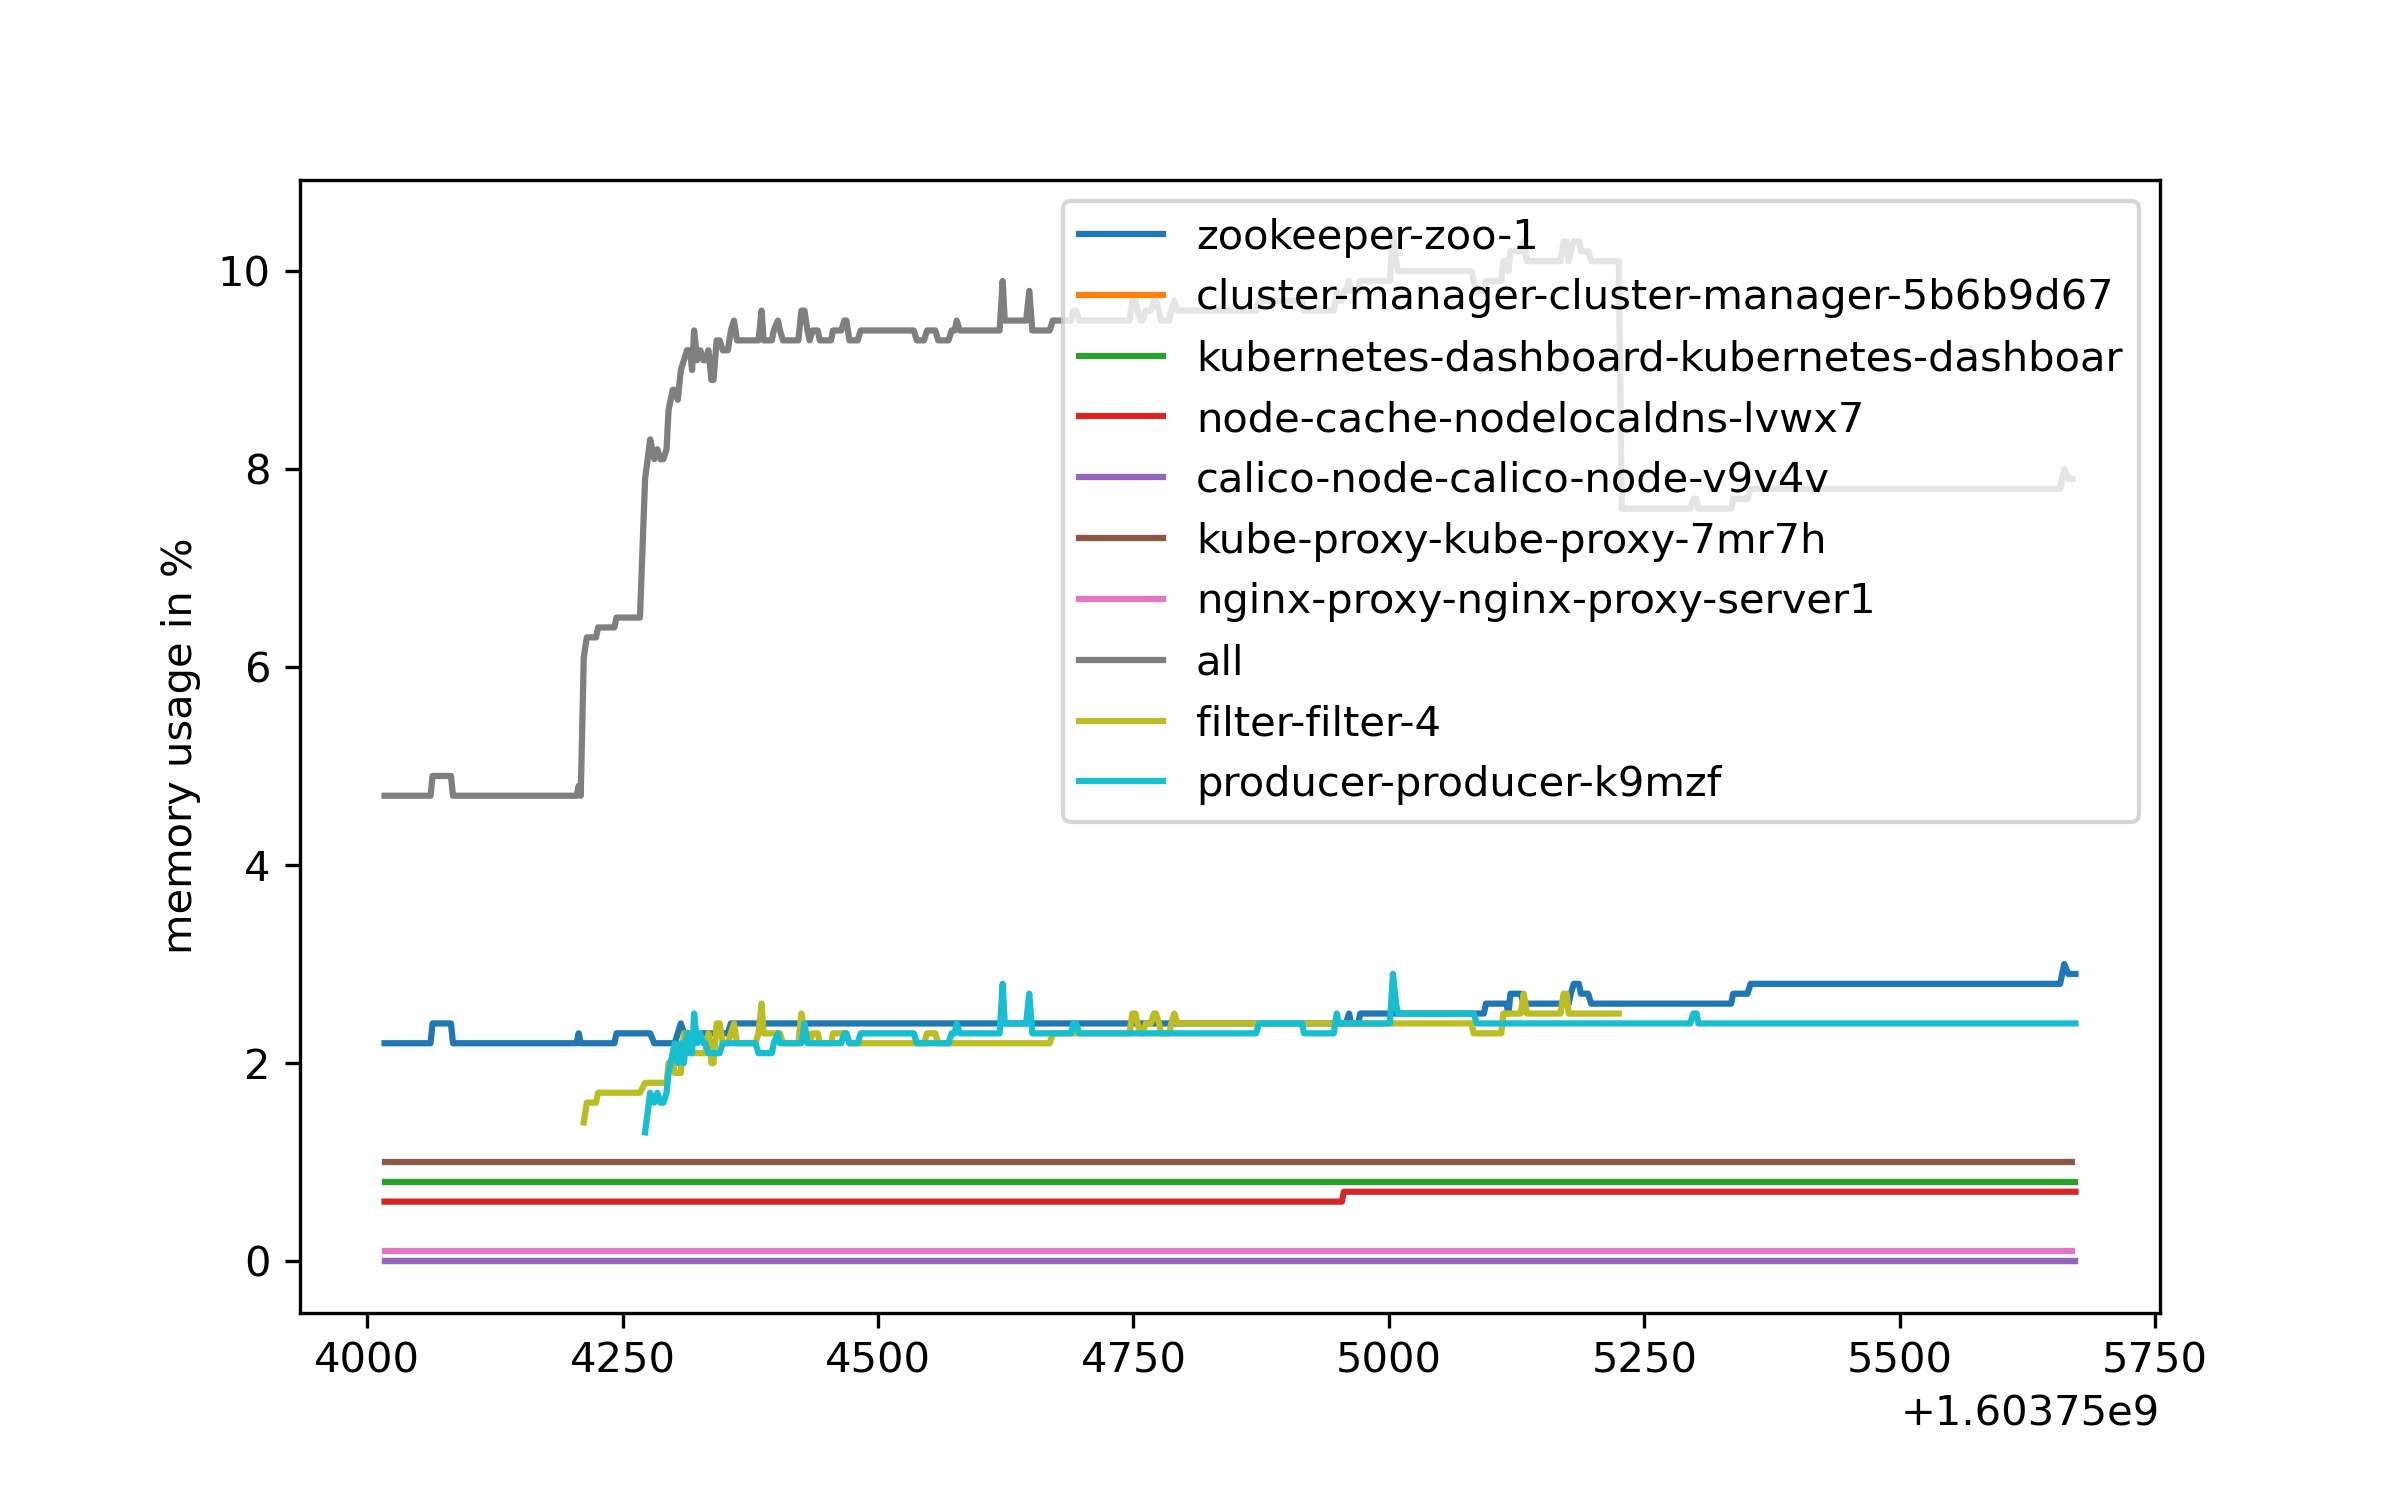 zookeeper-zoo-1
cluster-manager-cluster-manager-5b6b9d67
kubernetes-dashboard-kubernetes-dashboar
node-cache-nodelocaldns-lvwx7
calico-node-calico-node-v9v4v
kube-proxy-kube-proxy-7mr7h
nginx-proxy-nginx-proxy-server1
all
filter-filter-4
producer-producer-k9mzf
memory usage in %
10
8
6
4
2
0
4000 4250 4500 4750 5000 5250 5500 5750
+1.60375e9